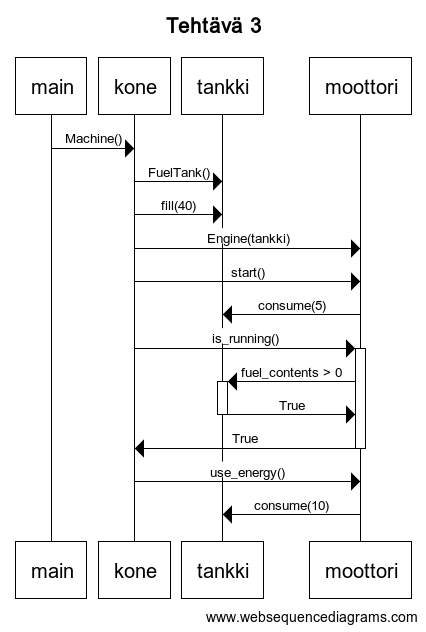 Tehtävä 3
main kone tankki moottori
Machine()
FuelTank()
fill(40)
Engine(tankki)
start()
consume(5)
is_running()
fuel_contents > 0
True
True
use_energy()
consume(10)
main kone tankki moottori
www.websequencediagrams.com